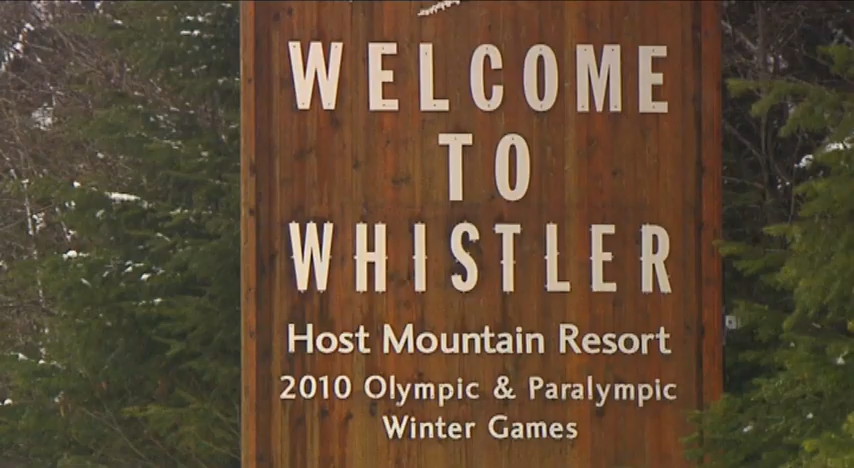 WELCOME
TO
WHISTLER
Host Mountain Resort
2010 Olympic & Paralympic
Winter Games